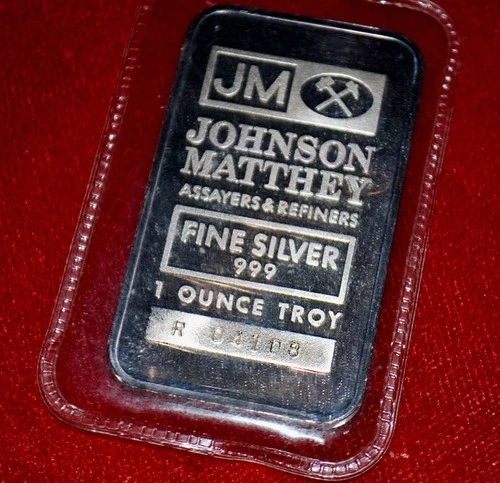 JM
JOHNSON
MATTHEY
ASSAYERS & REFINERS
FINE SILVER
999
1 OUNCE TROY
R